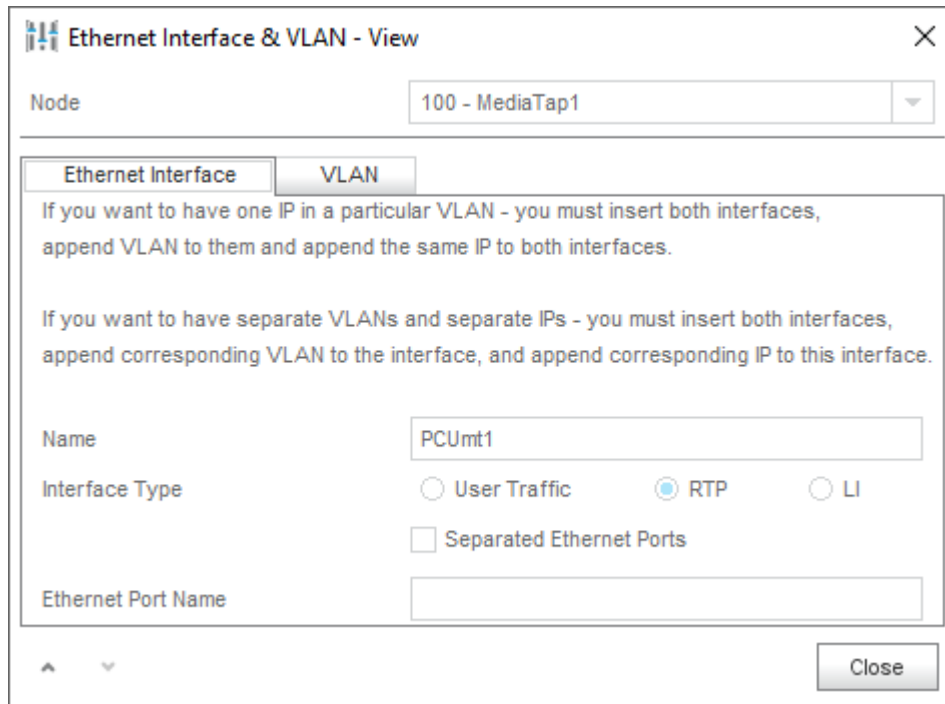 Ethernet Interface & VLAN - View
Node
100 - MediaTap1
Ethernet Interface
VLAN
If you want to have one IP in a particular VLAN - you must insert both interfaces,
append VLAN to them and append the same IP to both interfaces.
If you want to have separate VLANs and separate IPs - you must insert both interfaces,
append corresponding VLAN to the interface, and append corresponding IP to this interface.
Name
PCUmt1
Interface Type
User Traffic
RTP
LI
Separated Ethernet Ports
Ethernet Port Name
Close